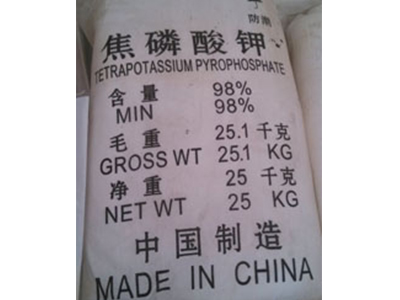 防潮
焦磷酸钾
TETRAPOTASSIUM PYROPHOSPHATE
含量 98%
MIN 98%
毛重 25.1 千克
GROSS WT 25.1 KG
净重 25 千克
NET WT 25 KG
中国制造
MADE IN CHINA